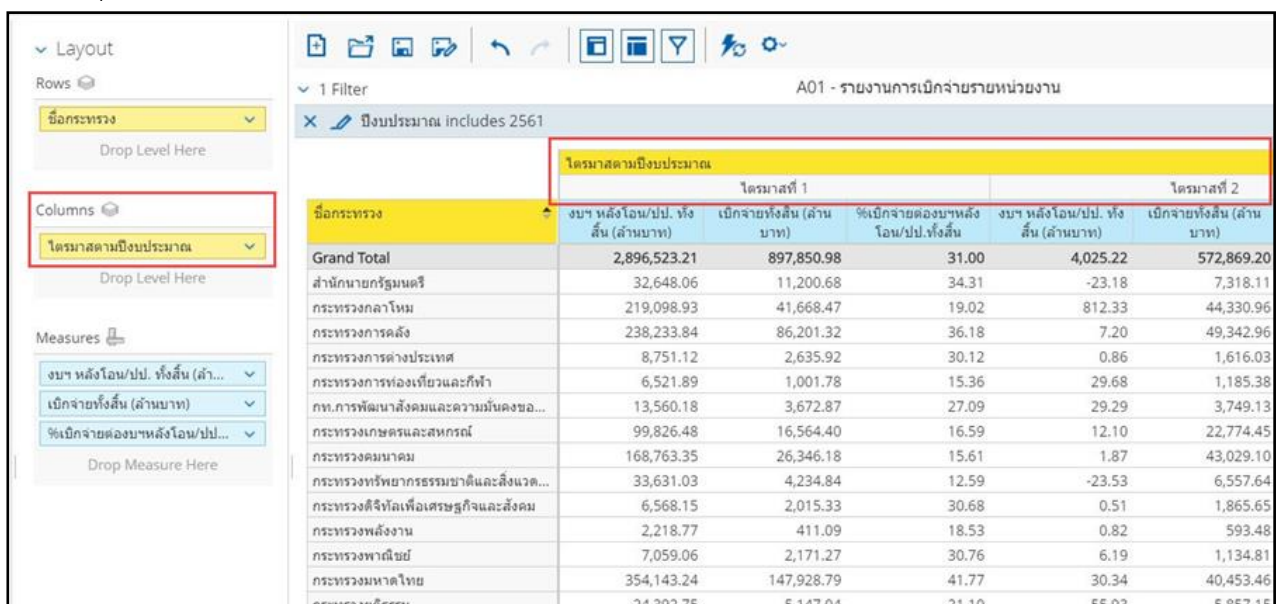 Layout
Rows
ชื่อกระทรวง
Drop Level Here
Columns
ไตรมาสตามปีงบประมาณ
Drop Level Here
Measures
งบฯ หลังโอน/ปป. ทั้งสิ้น (ล้า...
เบิกจ่ายทั้งสิ้น (ล้านบาท)
%เบิกจ่ายต่องบฯหลังโอน/ปป...
Drop Measure Here
1 Filter
A01 - รายงานการเบิกจ่ายรายหน่วยงาน
ปีงบประมาณ includes 2561
ไตรมาสตามปีงบประมาณ
ไตรมาสที่ 1 ไตรมาสที่ 2
ชื่อกระทรวง งบฯ หลังโอน/ปป. ทั้ง เบิกจ่ายทั้งสิ้น (ล้าน %เบิกจ่ายต่องบฯหลัง งบฯ หลังโอน/ปป. ทั้ง เบิกจ่ายทั้งสิ้น (ล้าน
สิ้น (ล้านบาท) บาท) โอน/ปป.ทั้งสิ้น สิ้น (ล้านบาท) บาท)
Grand Total 2,896,523.21 897,850.98 31.00 4,025.22 572,869.20
สำนักนายกรัฐมนตรี 32,648.06 11,200.68 34.31 -23.18 7,318.11
กระทรวงกลาโหม 219,098.93 41,668.47 19.02 812.33 44,330.96
กระทรวงการคลัง 238,233.84 86,201.32 36.18 7.20 49,342.96
กระทรวงการต่างประเทศ 8,751.12 2,635.92 30.12 0.86 1,616.03
กระทรวงการท่องเที่ยวและกีฬา 6,521.89 1,001.78 15.36 29.68 1,185.38
กท.การพัฒนาสังคมและความมั่นคงขอ... 13,560.18 3,672.87 27.09 29.29 3,749.13
กระทรวงเกษตรและสหกรณ์ 99,826.48 16,564.40 16.59 12.10 22,774.45
กระทรวงคมนาคม 168,763.35 26,346.18 15.61 1.87 43,029.10
กระทรวงทรัพยากรธรรมชาติและสิ่งแวด... 33,631.03 4,234.84 12.59 -23.53 6,557.64
กระทรวงดิจิทัลเพื่อเศรษฐกิจและสังคม 6,568.15 2,015.33 30.68 0.51 1,865.65
กระทรวงพลังงาน 2,218.77 411.09 18.53 0.82 593.48
กระทรวงพาณิชย์ 7,059.06 2,171.27 30.76 6.19 1,134.81
กระทรวงมหาดไทย 354,143.24 147,928.79 41.77 30.34 40,453.46